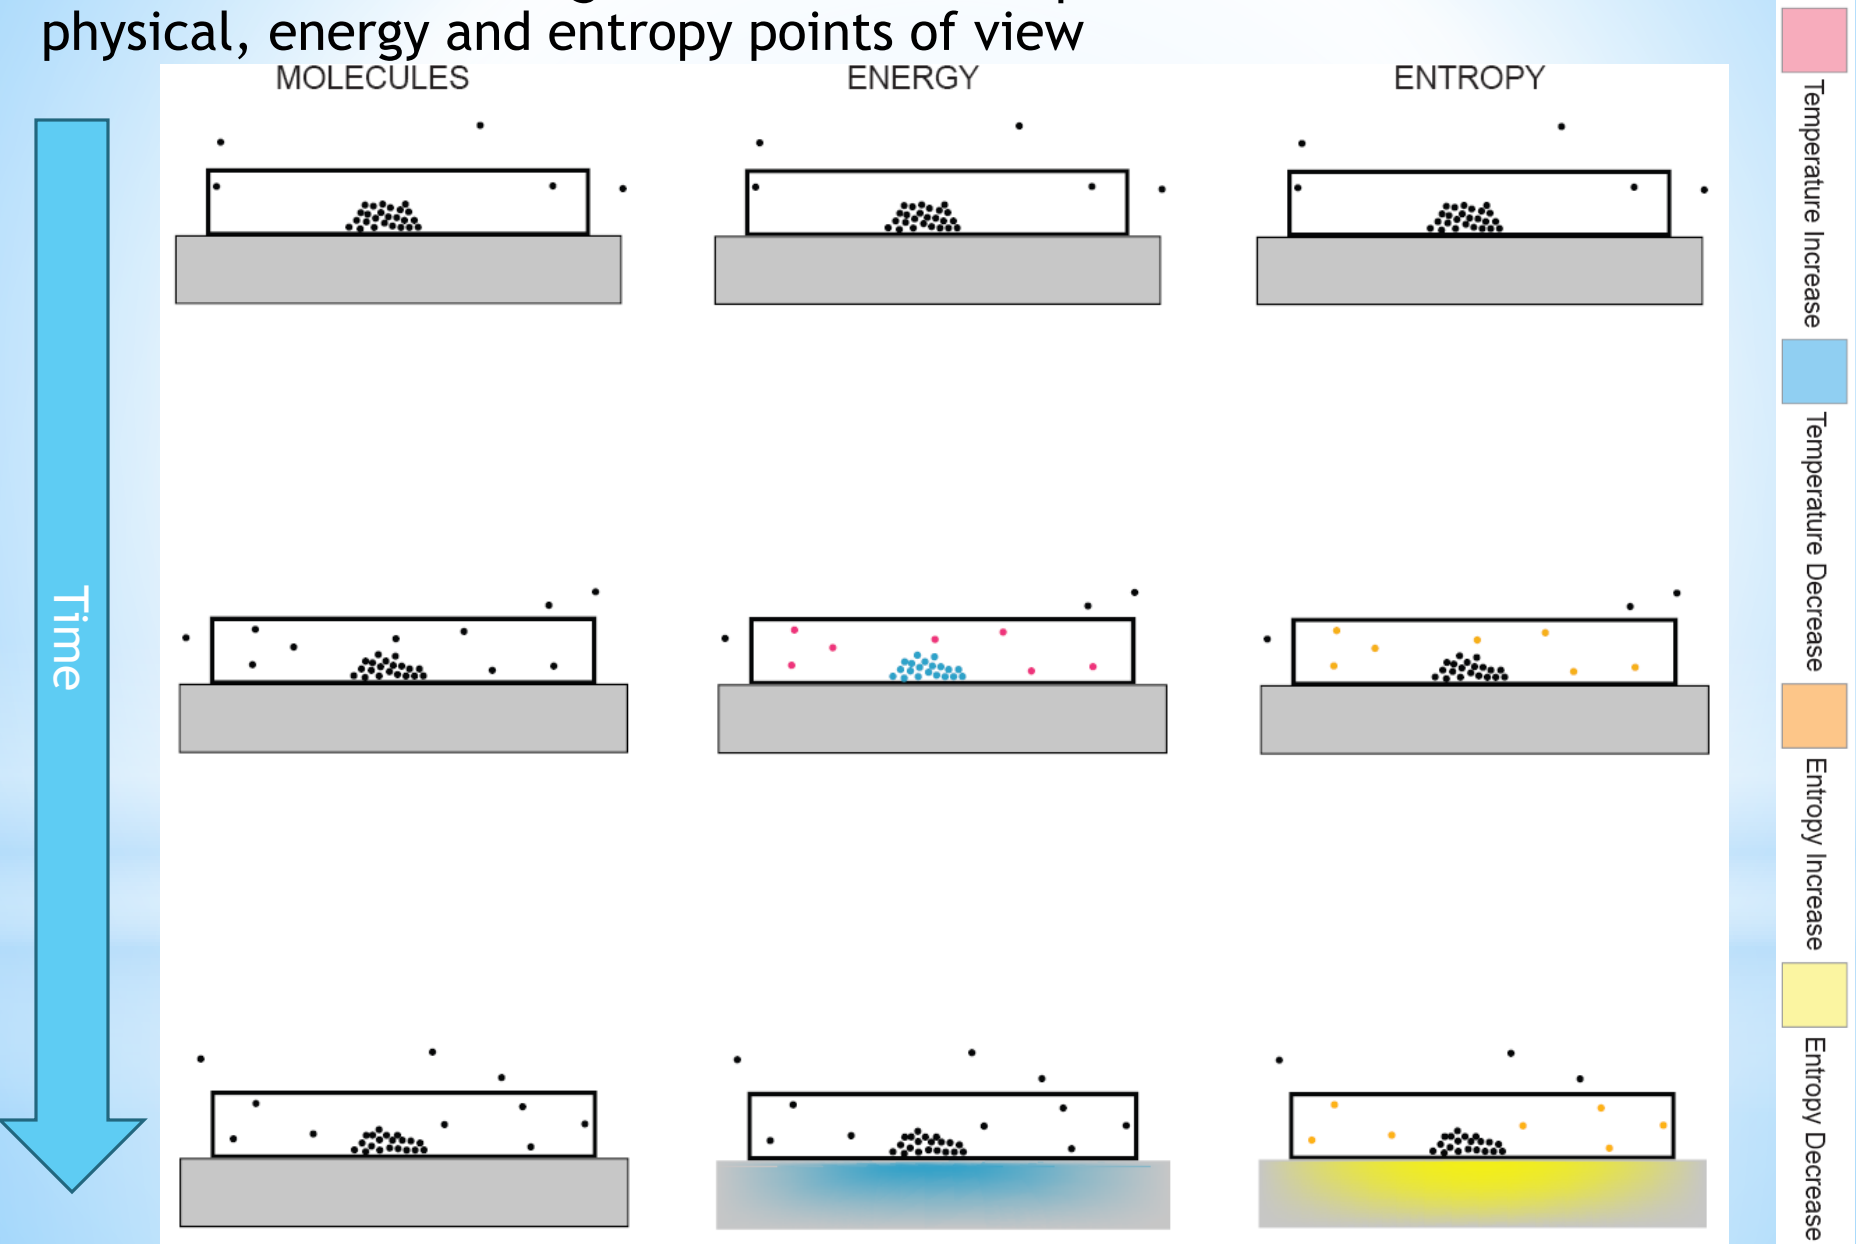 physical, energy and entropy points of view
MOLECULES
ENERGY
ENTROPY
Time
Temperature Increase
Temperature Decrease
Entropy Increase
Entropy Decrease